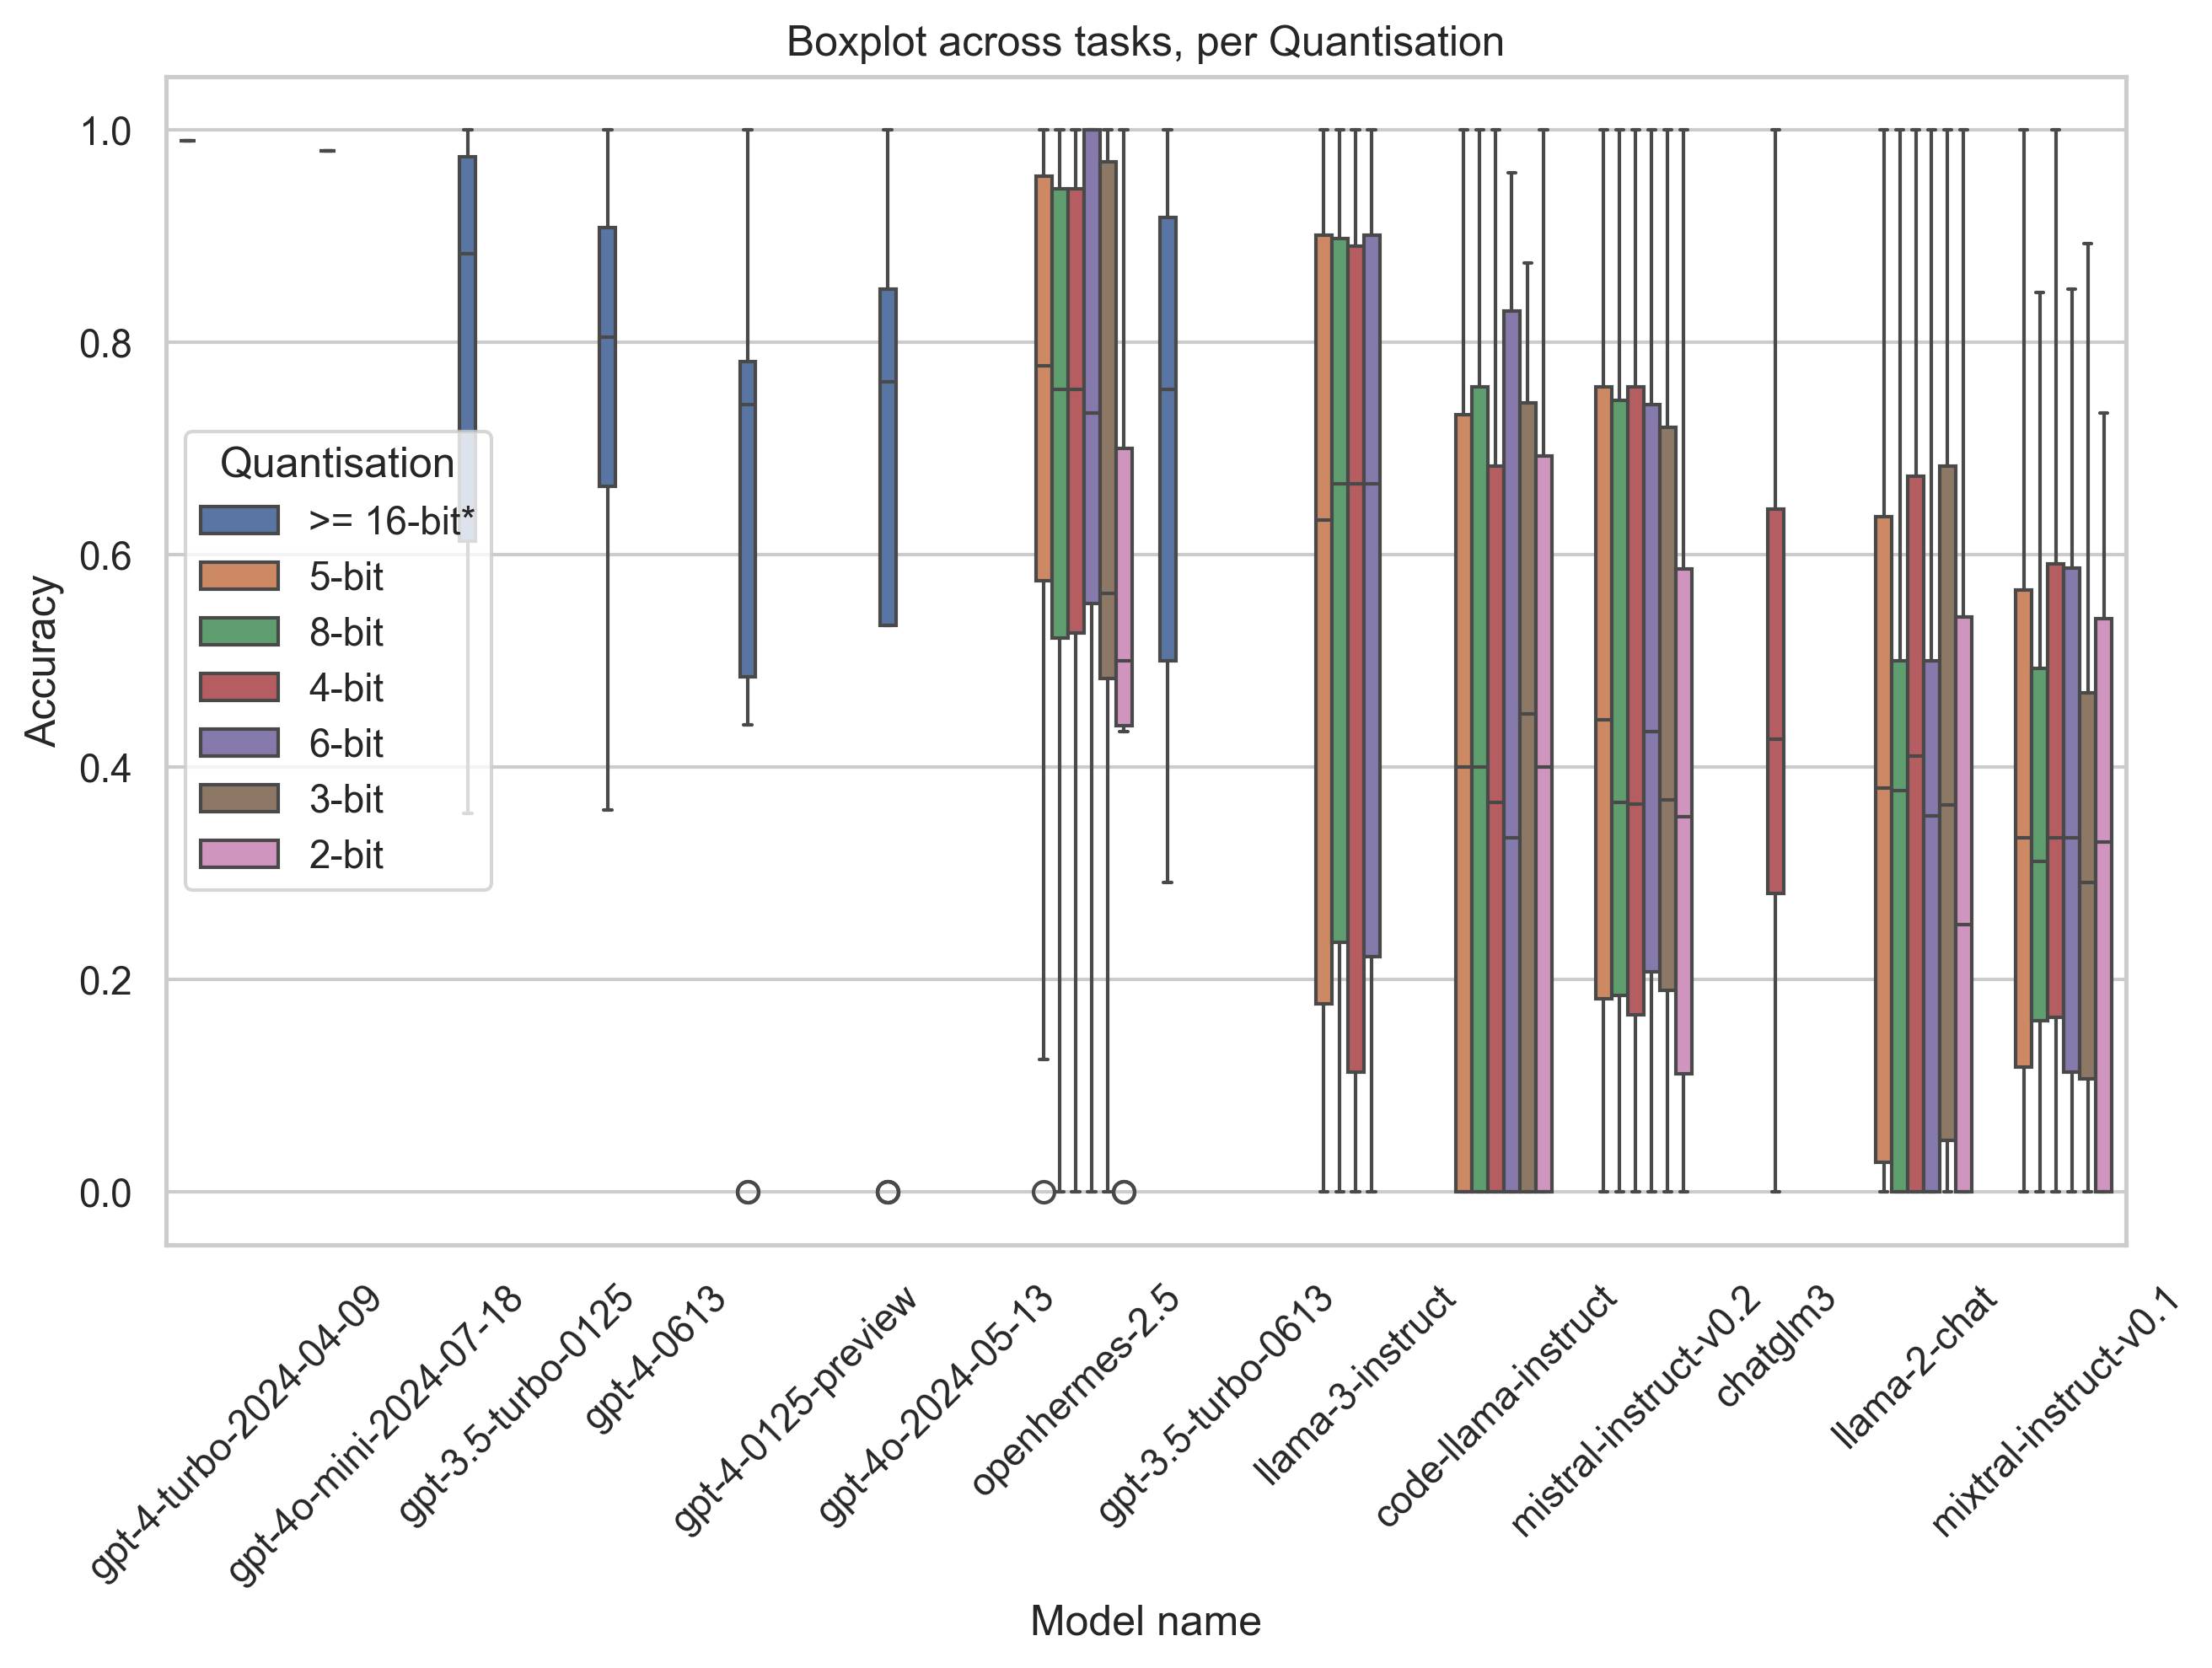 Boxplot across tasks, per Quantisation
1.0
0.8
0.6
0.4
0.2
0.0
Accuracy
Quantisation
>= 16-bit*
5-bit
8-bit
4-bit
6-bit
3-bit
2-bit
gpt-4-turbo-2024-04-09
gpt-4o-mini-2024-07-18
gpt-3.5-turbo-0125
gpt-4-0613
gpt-4-0125-preview
gpt-4o-2024-05-13
openhermes-2.5
gpt-3.5-turbo-0613
llama-3-instruct
code-llama-instruct
mistral-instruct-v0.2
chatglm3
llama-2-chat
mixtral-instruct-v0.1
Model name